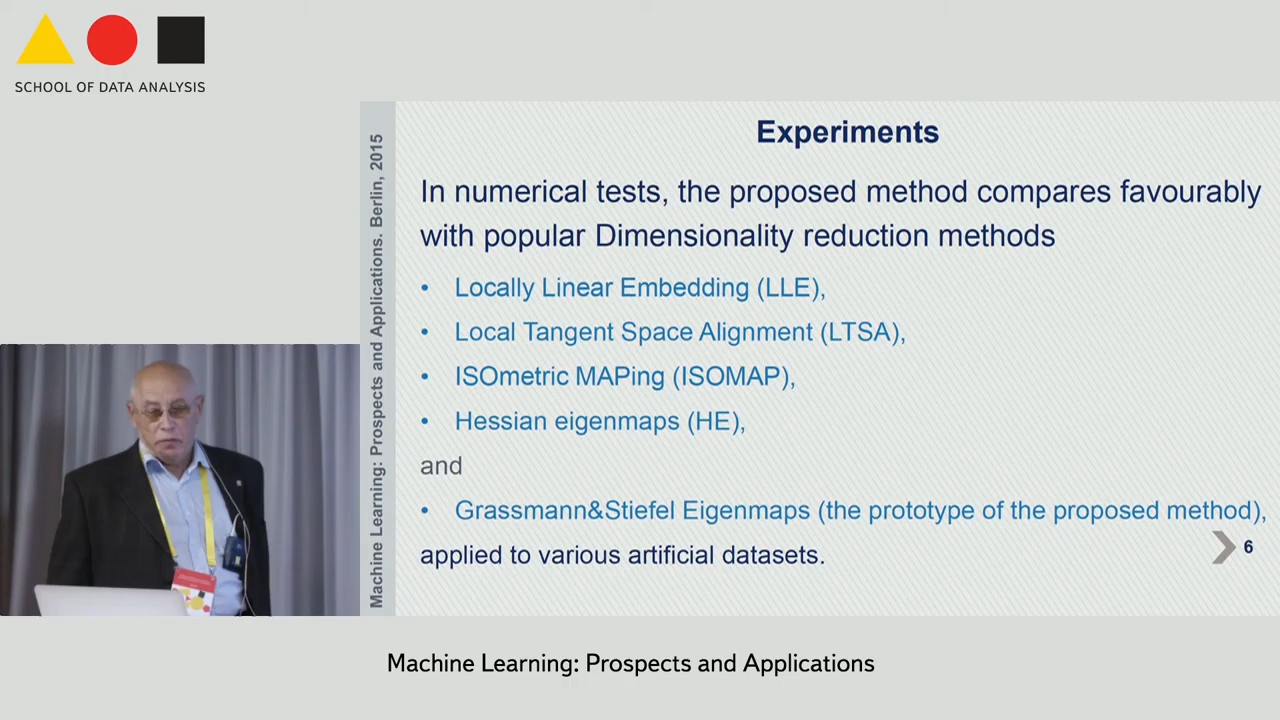 SCHOOL OF DATA ANALYSIS
Machine Learning: Prospects and Applications. Berlin, 2015
Experiments
In numerical tests, the proposed method compares favourably
with popular Dimensionality reduction methods
• Locally Linear Embedding (LLE),
• Local Tangent Space Alignment (LTSA),
• ISOmetric MAPing (ISOMAP),
• Hessian eigenmaps (HE),
and
• Grassmann&Stiefel Eigenmaps (the prototype of the proposed method),
applied to various artificial datasets.
6
Machine Learning: Prospects and Applications